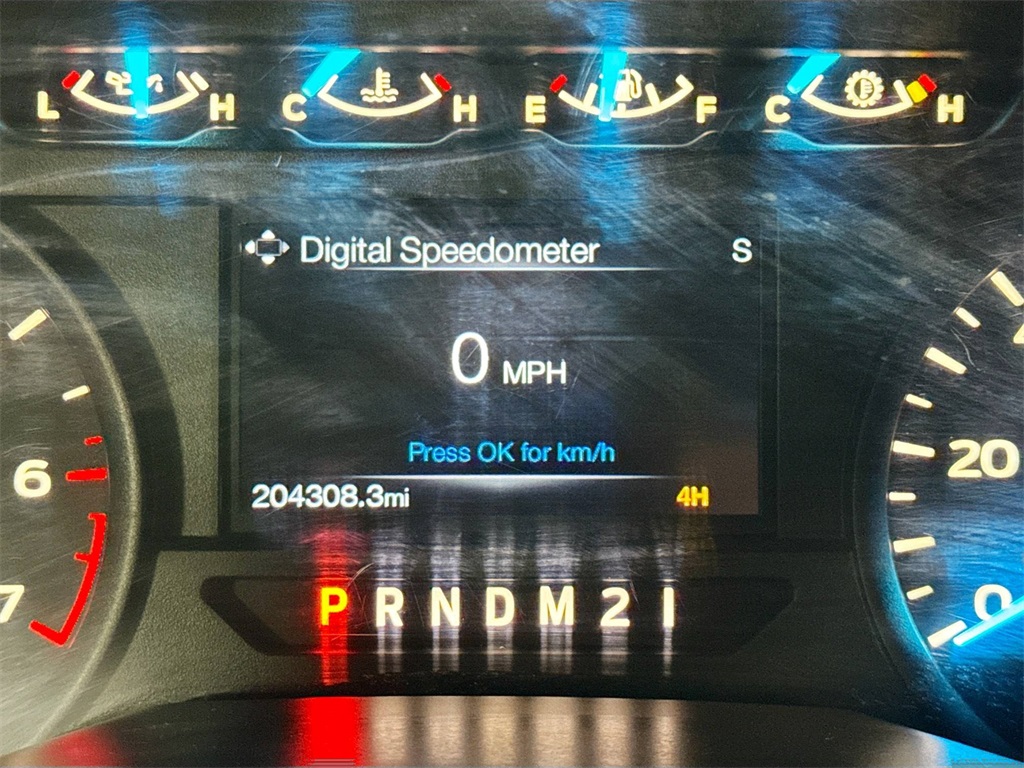 L H C H E F C H
Digital Speedometer S
0 MPH
Press OK for km/h
204308.3mi 4H
6
20
7
0
P R N D M 2 1